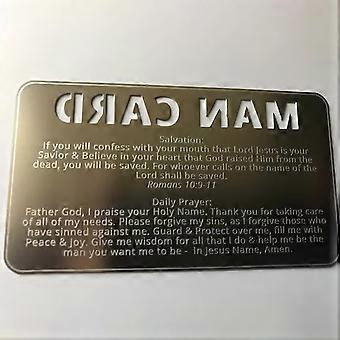 MAN CARD
Salvation:
If you will confess with your mouth that Lord Jesus is your
Savior & Believe in your heart that God raised Him from the
dead, you will be saved. For whoever calls on the name of the
Lord shall be saved.
Romans 10:9-11
Daily Prayer:
Father God, I praise your Holy Name. Thank you for taking care
of all of my needs. Please forgive my sins, as I forgive those who
have sinned against me. Guard & Protect over me, fill me with
Peace & Joy. Give me wisdom for all that I do & help me be the
man you want me to be - in Jesus Name, Amen.